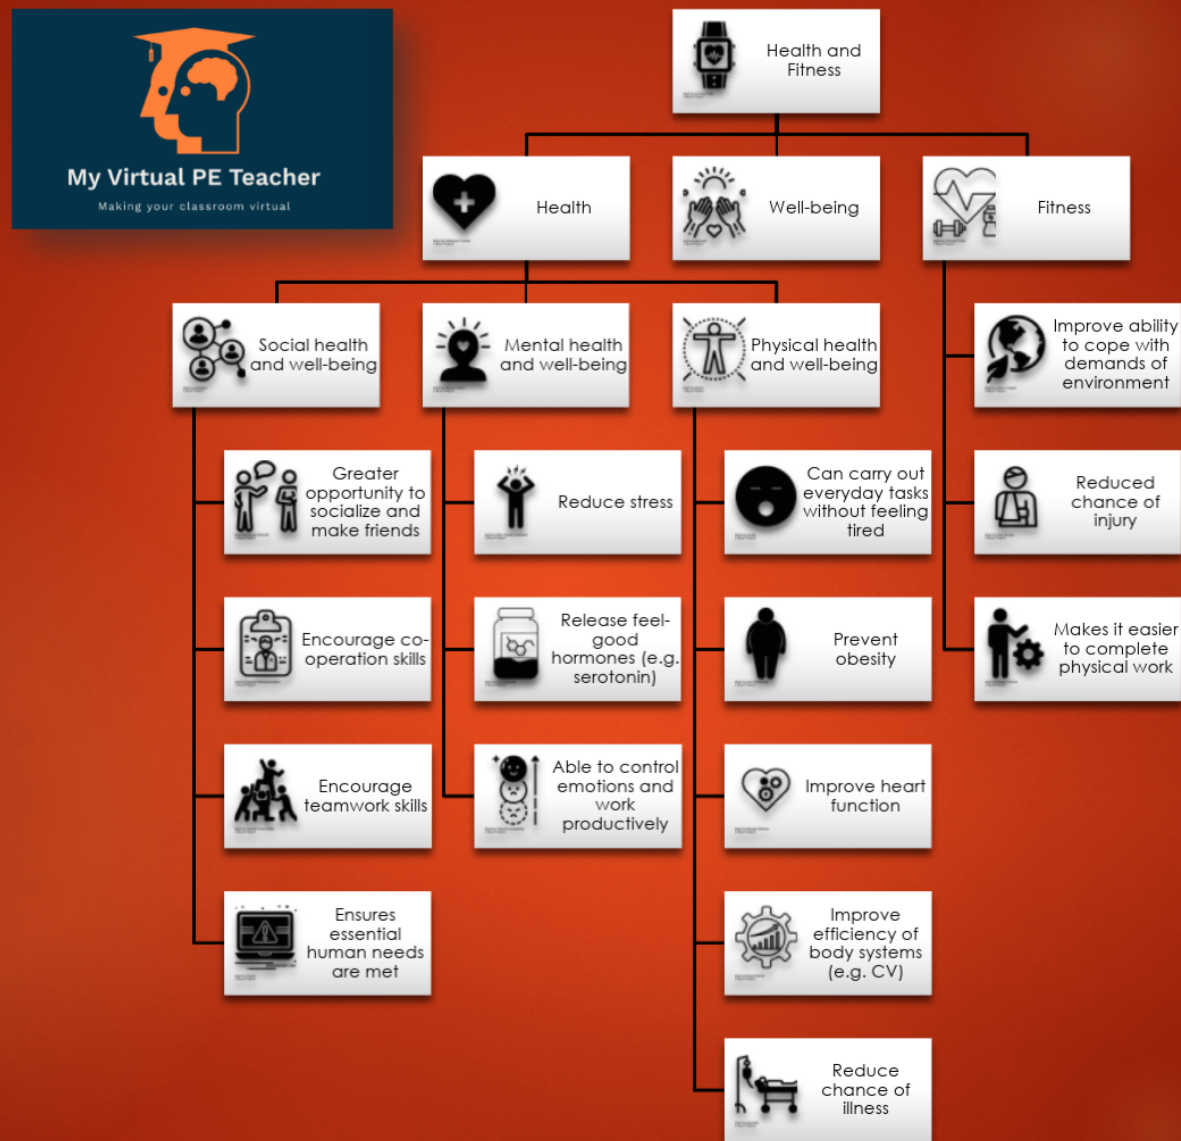 My Virtual PE Teacher
Making your classroom virtual
Health and
Fitness
Health
Well-being
Fitness
Social health
and well-being
Mental health
and well-being
Physical health
and well-being
Improve ability
to cope with
demands of
environment
Greater
opportunity to
socialize and
make friends
Reduce stress
Can carry out
everyday tasks
without feeling
tired
Reduced
chance of
injury
Encourage co-
operation skills
Release feel-
good
hormones (e.g.
serotonin)
Prevent
obesity
Makes it easier
to complete
physical work
Encourage
teamwork skills
Able to control
emotions and
work
productively
Improve heart
function
Ensures
essential
human needs
are met
Improve
efficiency of
body systems
(e.g. CV)
Reduce
chance of
illness